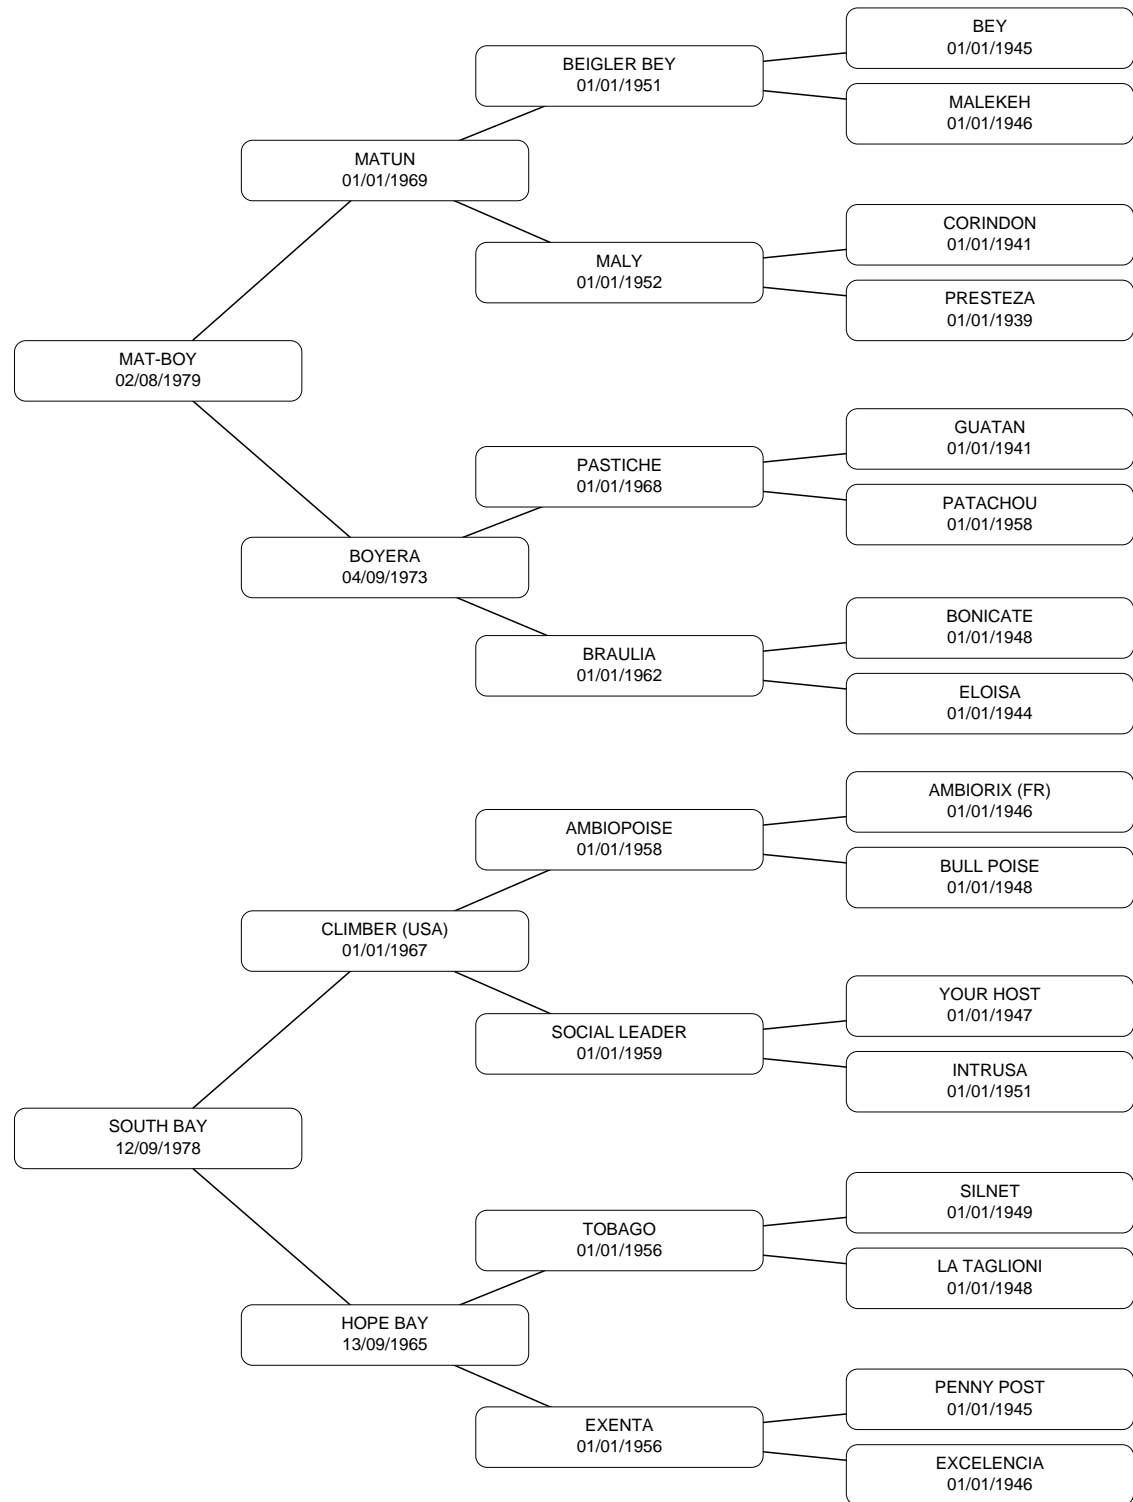 BEY
01/01/1945
BEIGLER BEY
01/01/1951
MALEKEH
01/01/1946
MATUN
01/01/1969
CORINDON
01/01/1941
MALY
01/01/1952
PRESTEZA
01/01/1939
MAT-BOY
02/08/1979
GUATAN
01/01/1941
PASTICHE
01/01/1968
PATACHOU
01/01/1958
BOYERA
04/09/1973
BONICATE
01/01/1948
BRAULIA
01/01/1962
ELOISA
01/01/1944
AMBIORIX (FR)
01/01/1946
AMBIOPOISE
01/01/1958
BULL POISE
01/01/1948
CLIMBER (USA)
01/01/1967
YOUR HOST
01/01/1947
SOCIAL LEADER
01/01/1959
INTRUSA
01/01/1951
SOUTH BAY
12/09/1978
SILNET
01/01/1949
TOBAGO
01/01/1956
LA TAGLIONI
01/01/1948
HOPE BAY
13/09/1965
PENNY POST
01/01/1945
EXENTA
01/01/1956
EXCELENCIA
01/01/1946